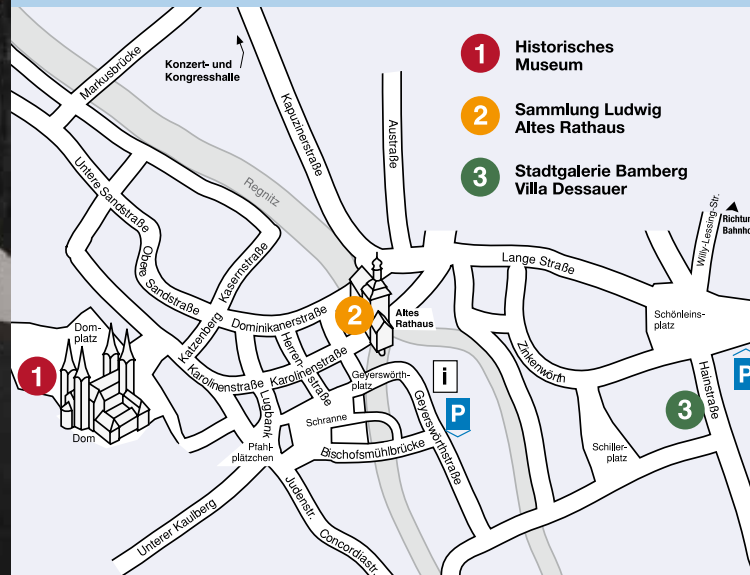 1
Historisches
Museum
2
Sammlung Ludwig
Altes Rathaus
3
Stadtgalerie Bamberg
Villa Dessauer
Markusbrücke
Konzert- und
Kongresshalle
Kapuzinerstraße
Austraße
Regnitz
Untere Sandstraße
Obere Sandstraße
Kasernstraße
Katzenberg
Dominikanerstraße
Herrenstraße
Karolinenstraße
Karolinenstraße
Lugbank
2
Altes
Rathaus
Lange Straße
Willy-Lessing-Str.
Schönleins-
platz
Zinkenwörth
Hainstraße
P
3
Schiller-
platz
Dom-
platz
1
Dom
Geyerswörth-
platz
i
P
Geyerswörthstraße
Schranne
Pfahl-
plätzchen
Bischofsmühlbrücke
Judenstr.
Concordiastr.
Unterer Kaulberg